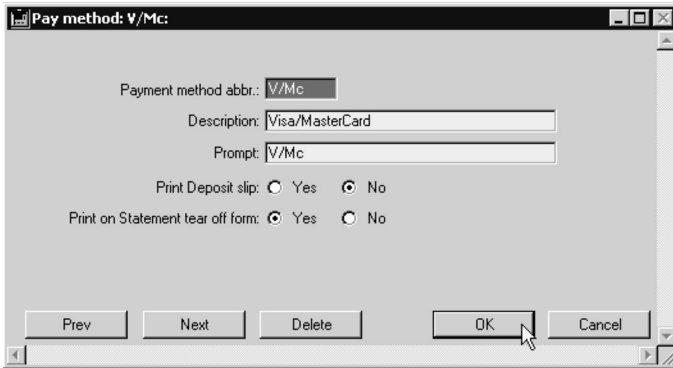 Pay method: V/Mc:
Payment method abbr.: V/Mc
Description: Visa/MasterCard
Prompt: V/Mc
Print Deposit slip: Yes No
Print on Statement tear off form: Yes No
Prev Next Delete OK Cancel